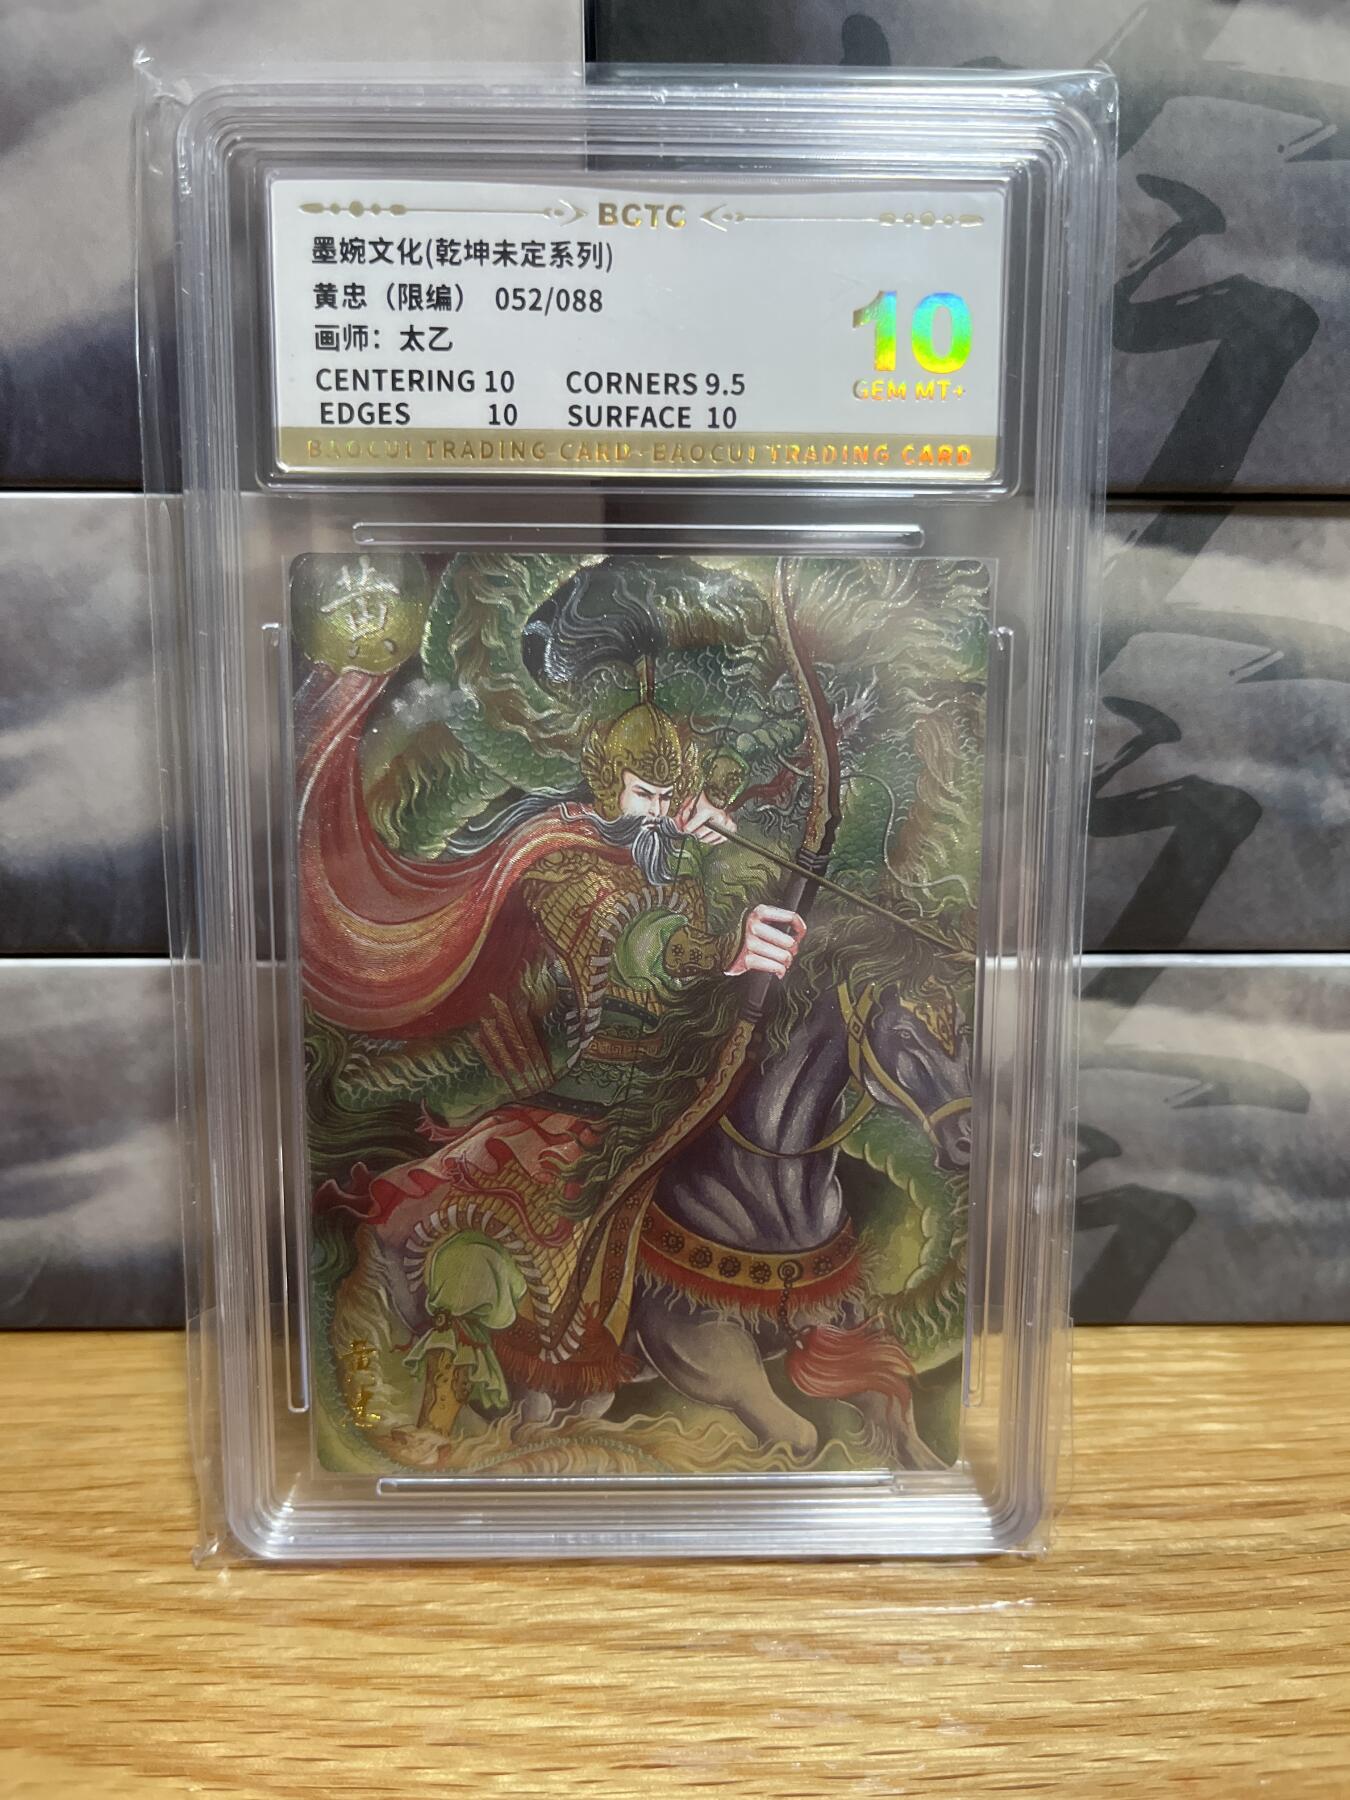 BCTC
墨婉文化(乾坤未定系列)
黄忠（限编） 052/088
画师：太乙
CENTERING 10 CORNERS 9.5
EDGES 10 SURFACE 10
10
GEM MT+
BAOCUI TRADING CARD·BAOCUI TRADING CARD
黄
黄忠